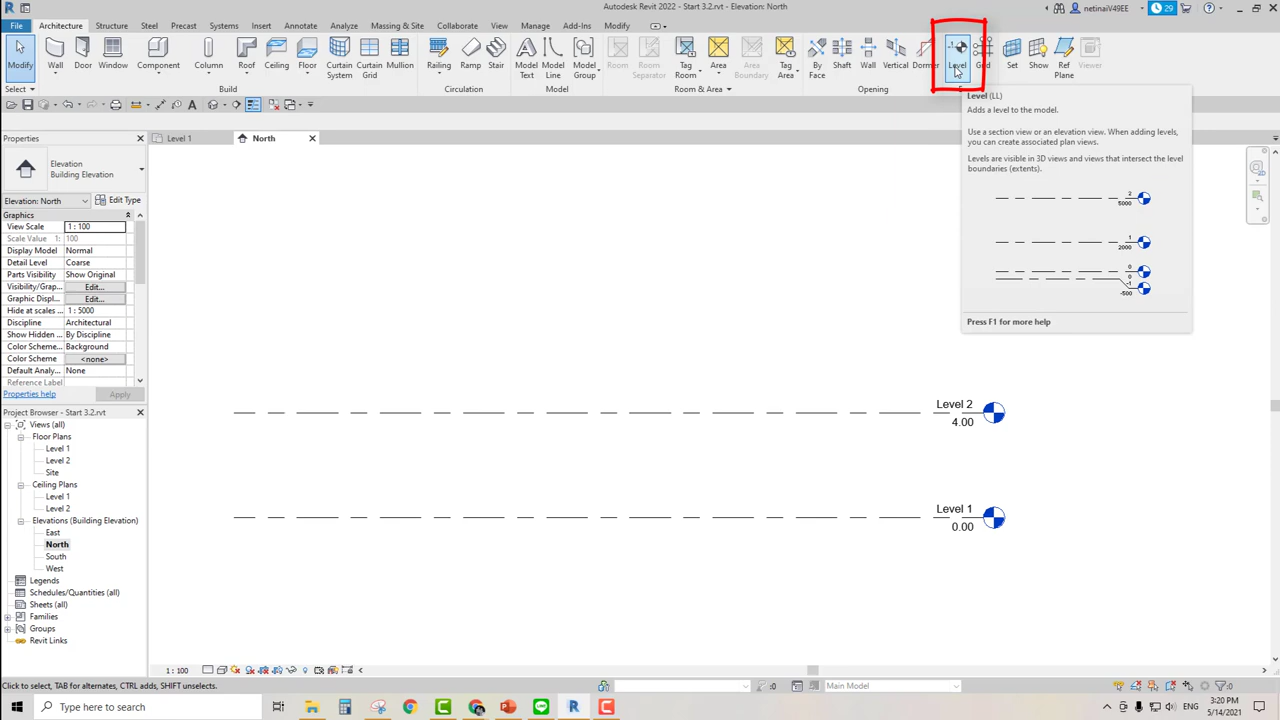 Autodesk Revit 2022 - Start 3.2.rvt - Elevation: North
netinaiV49EE
29
File Architecture Structure Steel Precast Systems Insert Annotate Analyze Massing & Site Collaborate View Manage Add-Ins Modify
Modify Wall Door Window Component Column Roof Ceiling Floor Curtain System Curtain Grid Mullion Railing Ramp Stair Model Text Model Line Model Group Room Room Separator Tag Room Area Area Boundary Tag Area By Face Shaft Wall Vertical Dormer Level Grid Set Show Ref Plane Viewer
Select Build Circulation Model Room & Area Opening
Level (LL)
Adds a level to the model.
Use a section view or an elevation view. When adding levels,
you can create associated plan views.
Levels are visible in 3D views and views that intersect the level
boundaries (extents).
2
5000
1
2000
0
0
-1
-500
Press F1 for more help
Properties
Level 1
North
Elevation
Building Elevation
Elevation: North
Edit Type
Graphics
View Scale 1 : 100
Scale Value 1: 100
Display Model Normal
Detail Level Coarse
Parts Visibility Show Original
Visibility/Grap... Edit...
Graphic Displ... Edit...
Hide at scales ... 1 : 5000
Discipline Architectural
Show Hidden ... By Discipline
Color Scheme ... Background
Color Scheme <none>
Default Analy... None
Reference Label
Properties help
Apply
Project Browser - Start 3.2.rvt
Views (all)
Floor Plans
Level 1
Level 2
Site
Ceiling Plans
Level 1
Level 2
Elevations (Building Elevation)
East
North
South
West
Legends
Schedules/Quantities (all)
Sheets (all)
Families
Groups
Revit Links
Level 2
4.00
Level 1
0.00
1 : 100
Click to select, TAB for alternates, CTRL adds, SHIFT unselects.
:0
Main Model
:0
Type here to search
3:20 PM
5/14/2021